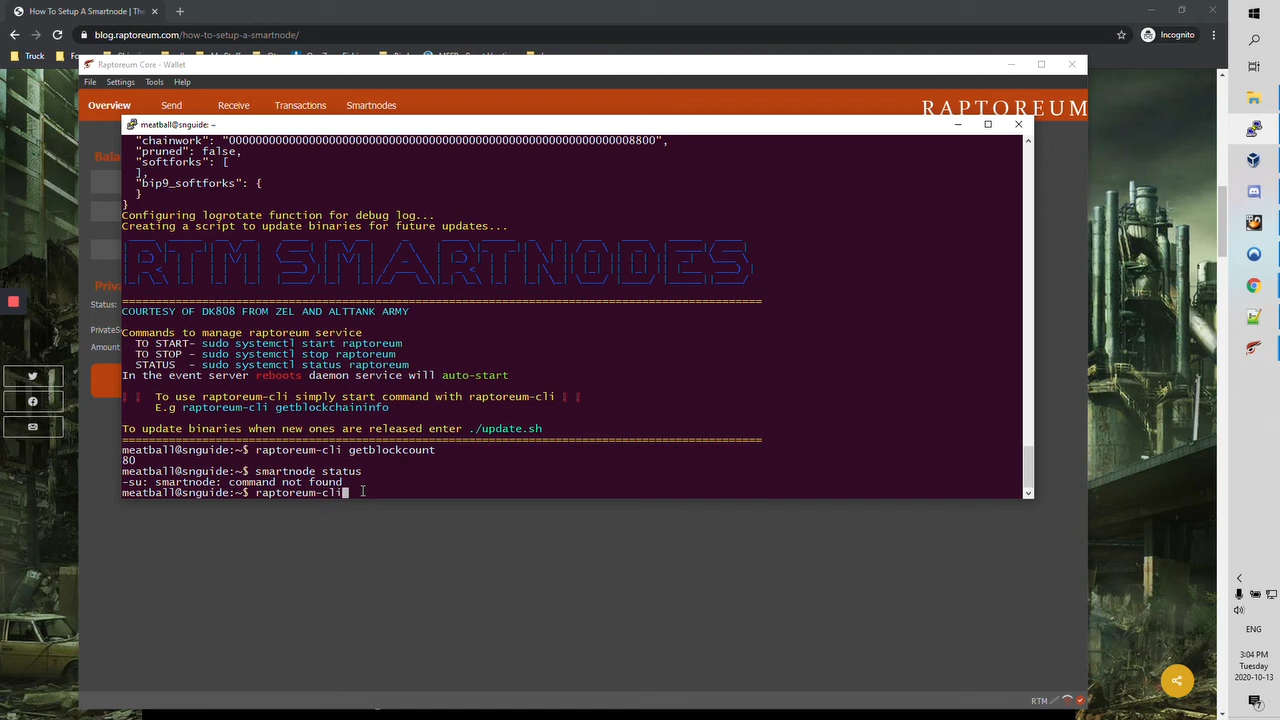 How To Setup A Smartnode | The
blog.raptoreum.com/how-to-setup-a-smartnode/
Incognito
Truck
Raptoreum Core - Wallet
File Settings Tools Help
Overview Send Receive Transactions Smartnodes
RAPTOREUM
meatball@snguide: ~
"pruned": false,
"softforks": [
],
"bip9_softforks": {
}
}
Configuring logrotate function for debug log...
Creating a script to update binaries for future updates...
RTM SMARTNODES
COURTESY OF DK808 FROM ZEL AND ALTTANK ARMY
Commands to manage raptoreum service
TO START- sudo systemctl start raptoreum
TO STOP - sudo systemctl stop raptoreum
STATUS - sudo systemctl status raptoreum
In the event server reboots daemon service will auto-start
To use raptoreum-cli simply start command with raptoreum-cli
E.g raptoreum-cli getblockchaininfo
To update binaries when new ones are released enter ./update.sh
meatball@snguide:~$ raptoreum-cli getblockcount
80
meatball@snguide:~$ smartnode status
-su: smartnode: command not found
meatball@snguide:~$ raptoreum-cli
Status:
Amount
RTM
ENG
3:04 PM
Tuesday
2020-10-13